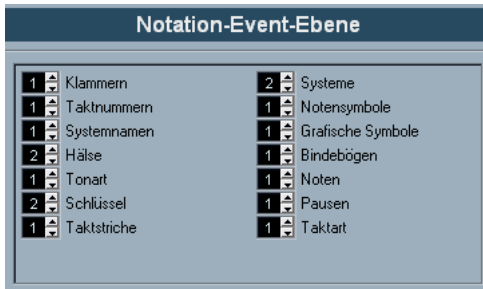 Notation-Event-Ebene
1 Klammern
1 Taktnummern
1 Systemnamen
2 Hälse
1 Tonart
2 Schlüssel
1 Taktstriche
2 Systeme
1 Notensymbole
1 Grafische Symbole
1 Bindebögen
1 Noten
1 Pausen
1 Taktart